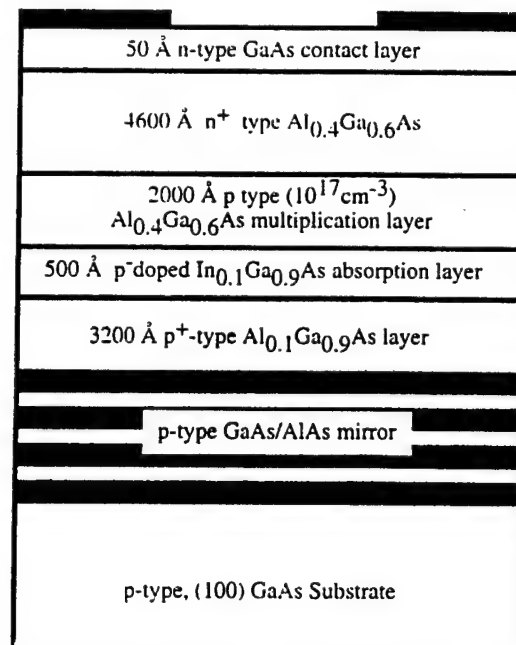 50 Å n-type GaAs contact layer
4600 Å n⁺ type Al₀.₄Ga₀.₆As
2000 Å p type (10¹⁷cm⁻³)
Al₀.₄Ga₀.₆As multiplication layer
500 Å p⁻doped In₀.₁Ga₀.₉As absorption layer
3200 Å p⁺-type Al₀.₁Ga₀.₉As layer
p-type GaAs/AlAs mirror
p-type, (100) GaAs Substrate